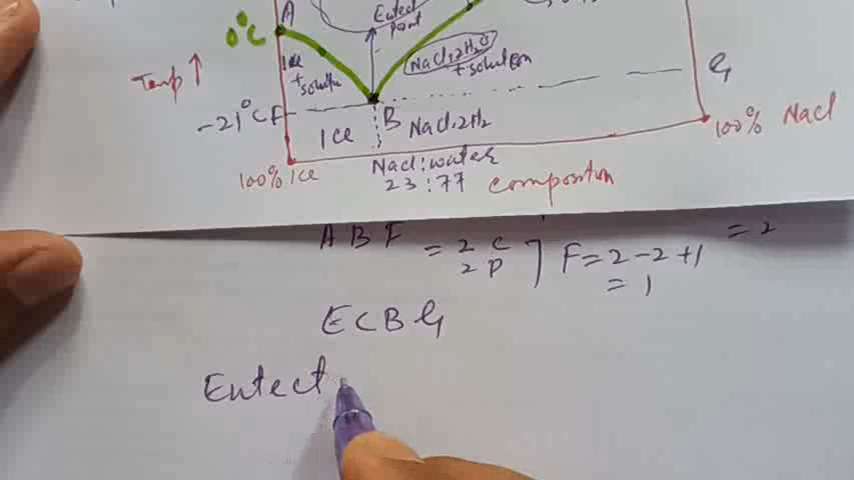 A
0°C
Eutect
point
Temp ↑
Ice
+ solution
NaCl.2H2O
+ solution
G
-21°C F
B
Ice
NaCl.2H2
100% Ice
NaCl:water
23:77
composition
100% NaCl
A B F = 2 C
2 P
F = 2 - 2 + 1
= 1
= 2
E C B G
Eutect